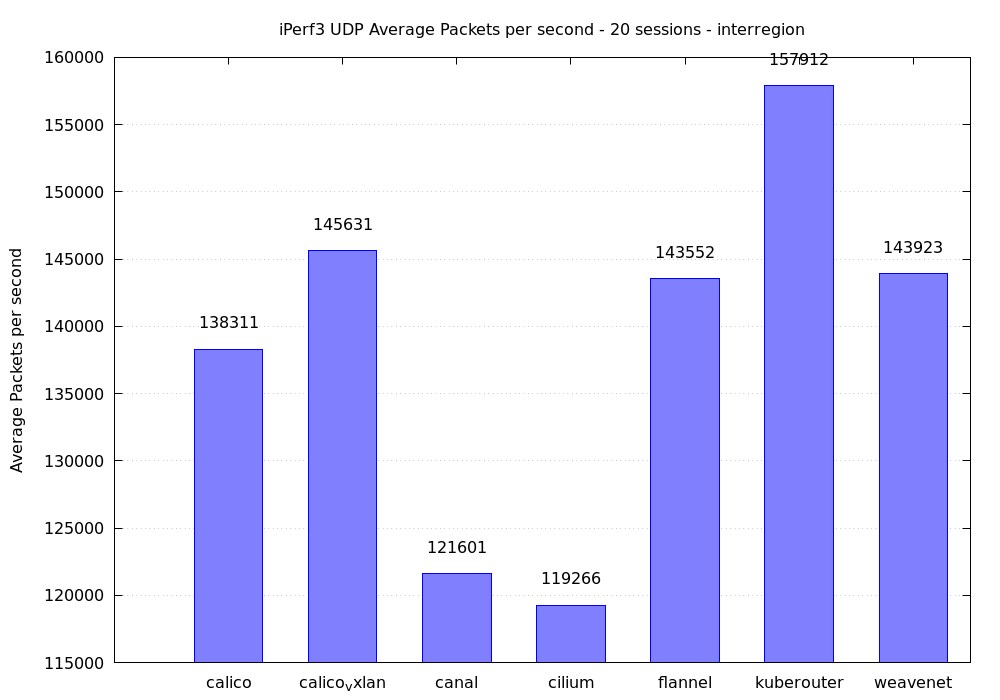 iPerf3 UDP Average Packets per second - 20 sessions - interregion
Average Packets per second
160000
155000
150000
145000
140000
135000
130000
125000
120000
115000
138311
145631
121601
119266
143552
157912
143923
calico
calicovxlan
canal
cilium
flannel
kuberouter
weavenet